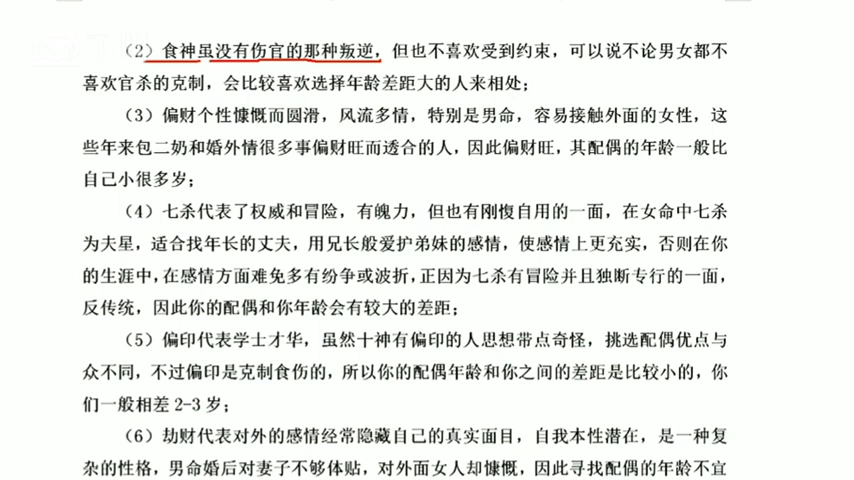 （2）食神虽没有伤官的那种叛逆，但也不喜欢受到约束，可以说不论男女都不
喜欢官杀的克制，会比较喜欢选择年龄差距大的人来相处；
（3）偏财个性慷慨而圆滑，风流多情，特别是男命，容易接触外面的女性，这
些年来包二奶和婚外情很多事偏财旺而透合的人，因此偏财旺，其配偶的年龄一般比
自己小很多岁；
（4）七杀代表了权威和冒险，有魄力，但也有刚愎自用的一面，在女命中七杀
为夫星，适合找年长的丈夫，用兄长般爱护弟妹的感情，使感情上更充实，否则在你
的生涯中，在感情方面难免多有纷争或波折，正因为七杀有冒险并且独断专行的一面，
反传统，因此你的配偶和你年龄会有较大的差距；
（5）偏印代表学士才华，虽然十神有偏印的人思想带点奇怪，挑选配偶优点与
众不同，不过偏印是克制食伤的，所以你的配偶年龄和你之间的差距是比较小的，你
们一般相差 2-3 岁；
（6）劫财代表对外的感情经常隐藏自己的真实面目，自我本性潜在，是一种复
杂的性格，男命婚后对妻子不够体贴，对外面女人却慷慨，因此寻找配偶的年龄不宜